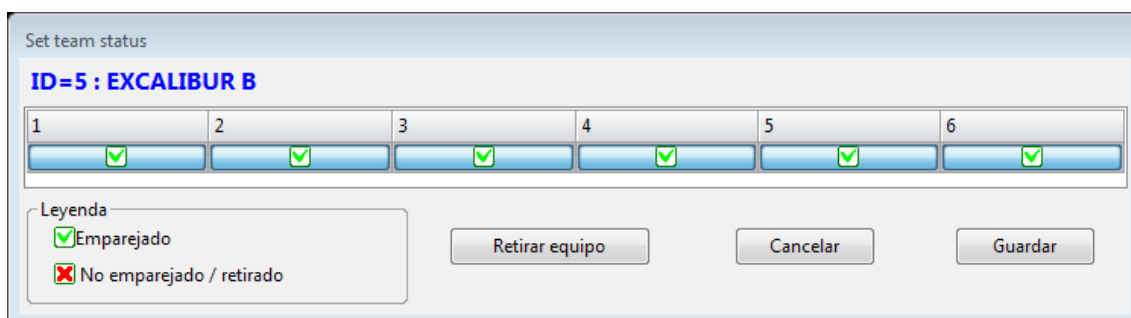 Set team status
ID=5 : EXCALIBUR B
1 2 3 4 5 6
Leyenda
Emparejado
No emparejado / retirado
Retirar equipo Cancelar Guardar